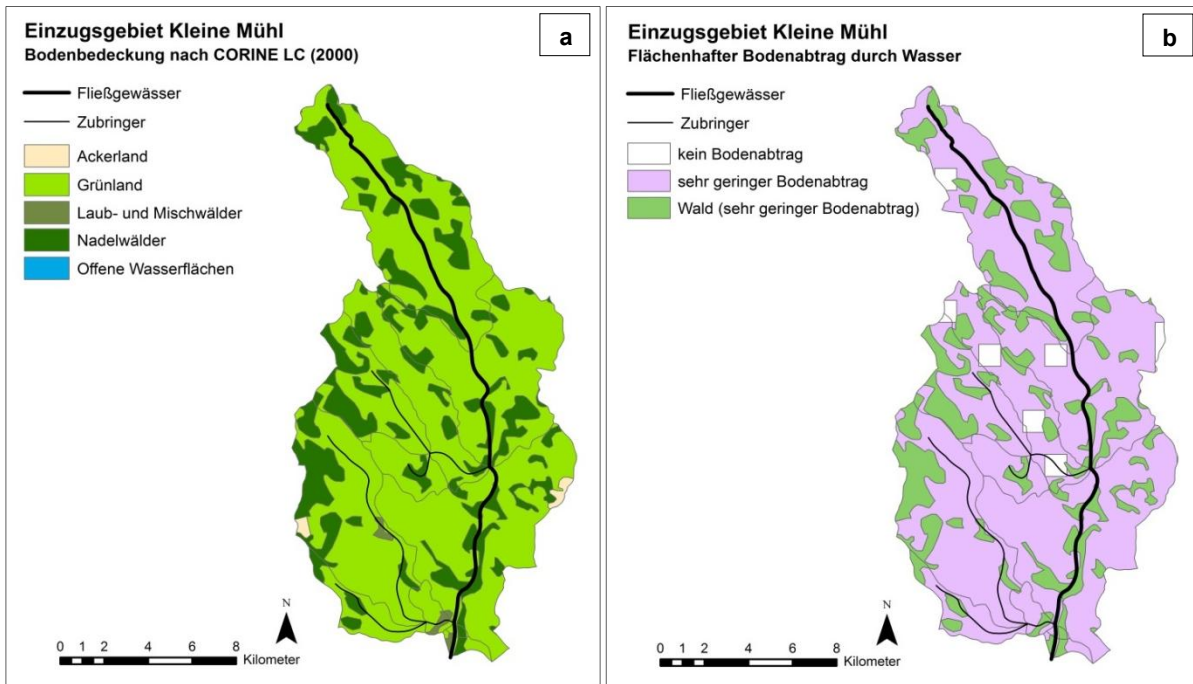 Einzugsgebiet Kleine Mühl
Bodenbedeckung nach CORINE LC (2000)
a
Fließgewässer
Zubringer
Ackerland
Grünland
Laub- und Mischwälder
Nadelwälder
Offene Wasserflächen
N
0 1 2 4 6 8
Kilometer
Einzugsgebiet Kleine Mühl
Flächenhafter Bodenabtrag durch Wasser
b
Fließgewässer
Zubringer
kein Bodenabtrag
sehr geringer Bodenabtrag
Wald (sehr geringer Bodenabtrag)
N
0 1 2 4 6 8
Kilometer